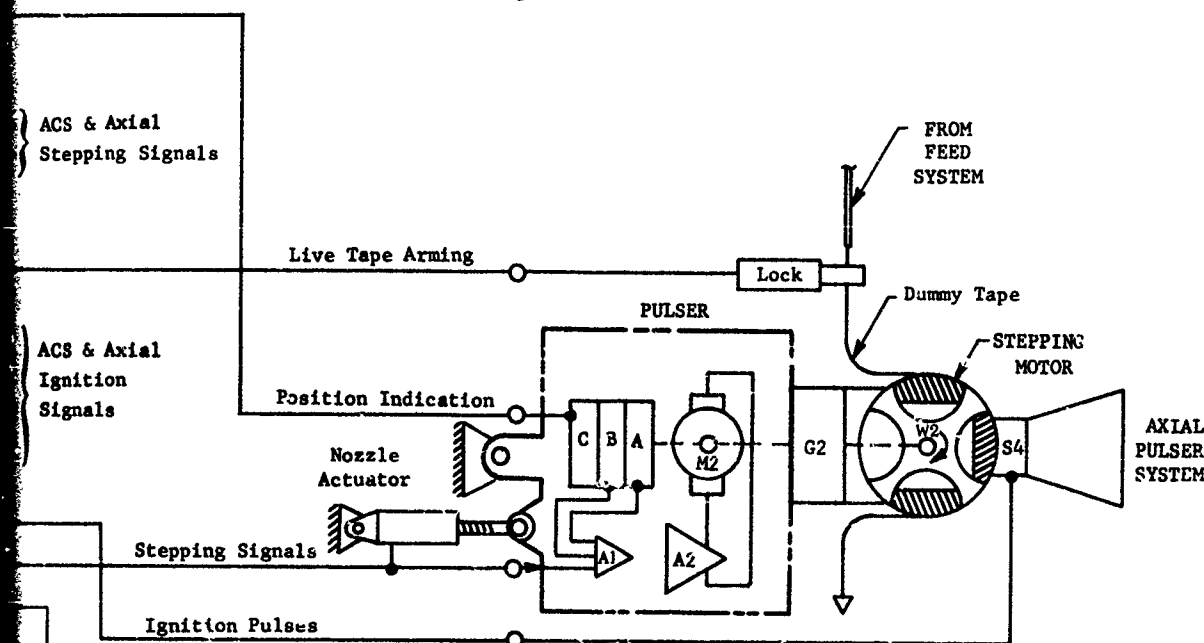 ACS & Axial
Stepping Signals
FROM
FEED
SYSTEM
Live Tape Arming
Lock
Dummy Tape
PULSER
STEPPING
MOTOR
ACS & Axial
Ignition
Signals
Position Indication
C B A
M2
G2
W2
S4
AXIAL
PULSER
SYSTEM
Nozzle
Actuator
Stepping Signals
A1
A2
Ignition Pulses